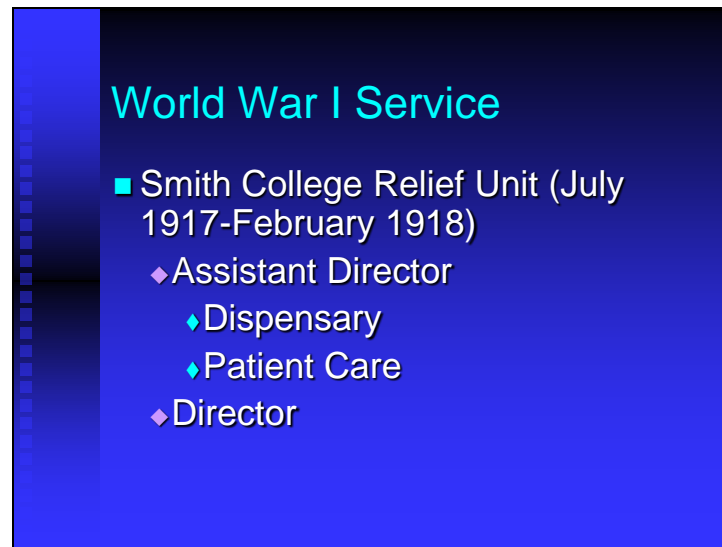 World War I Service
Smith College Relief Unit (July
1917-February 1918)
Assistant Director
Dispensary
Patient Care
Director